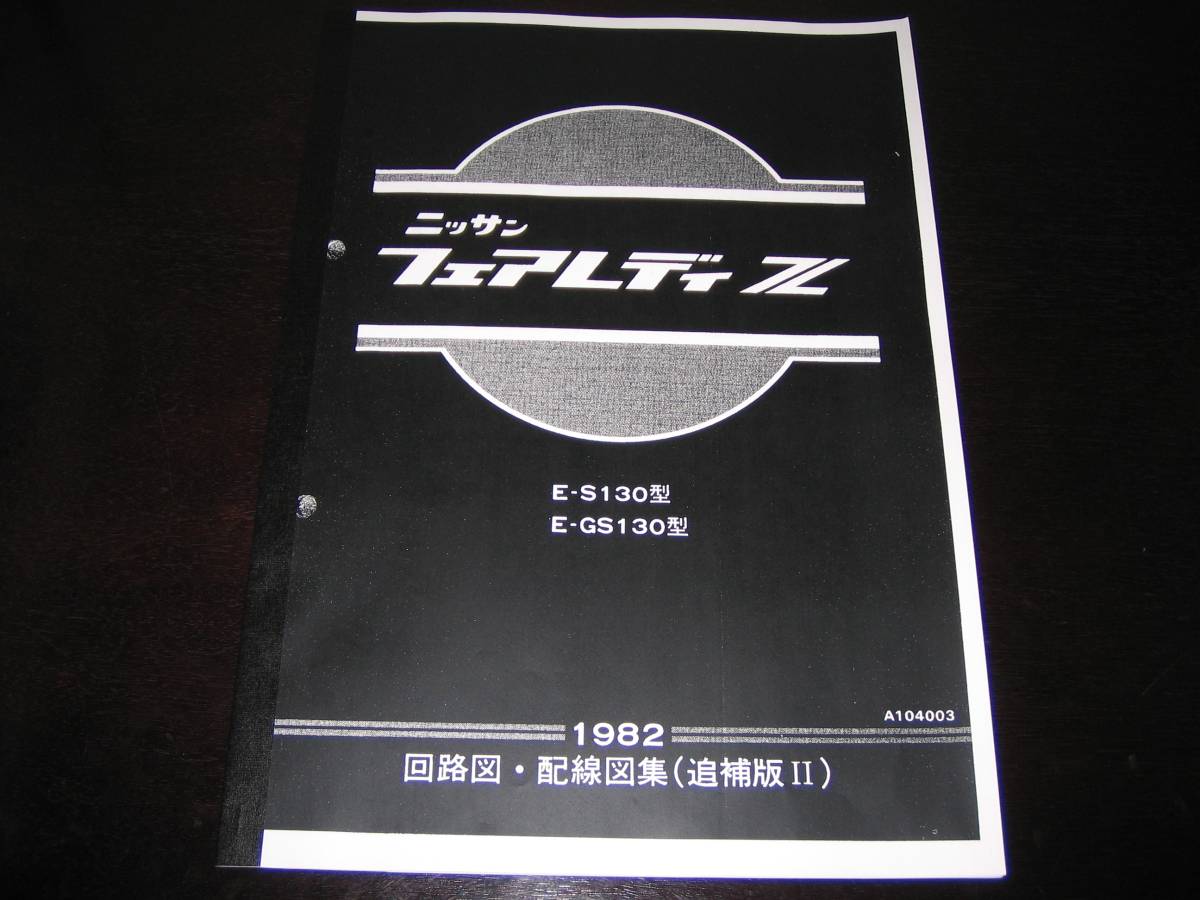 ニッサン
フェアレディZ
E-S130型
E-GS130型
A104003
1982
回路図・配線図集(追補版II)